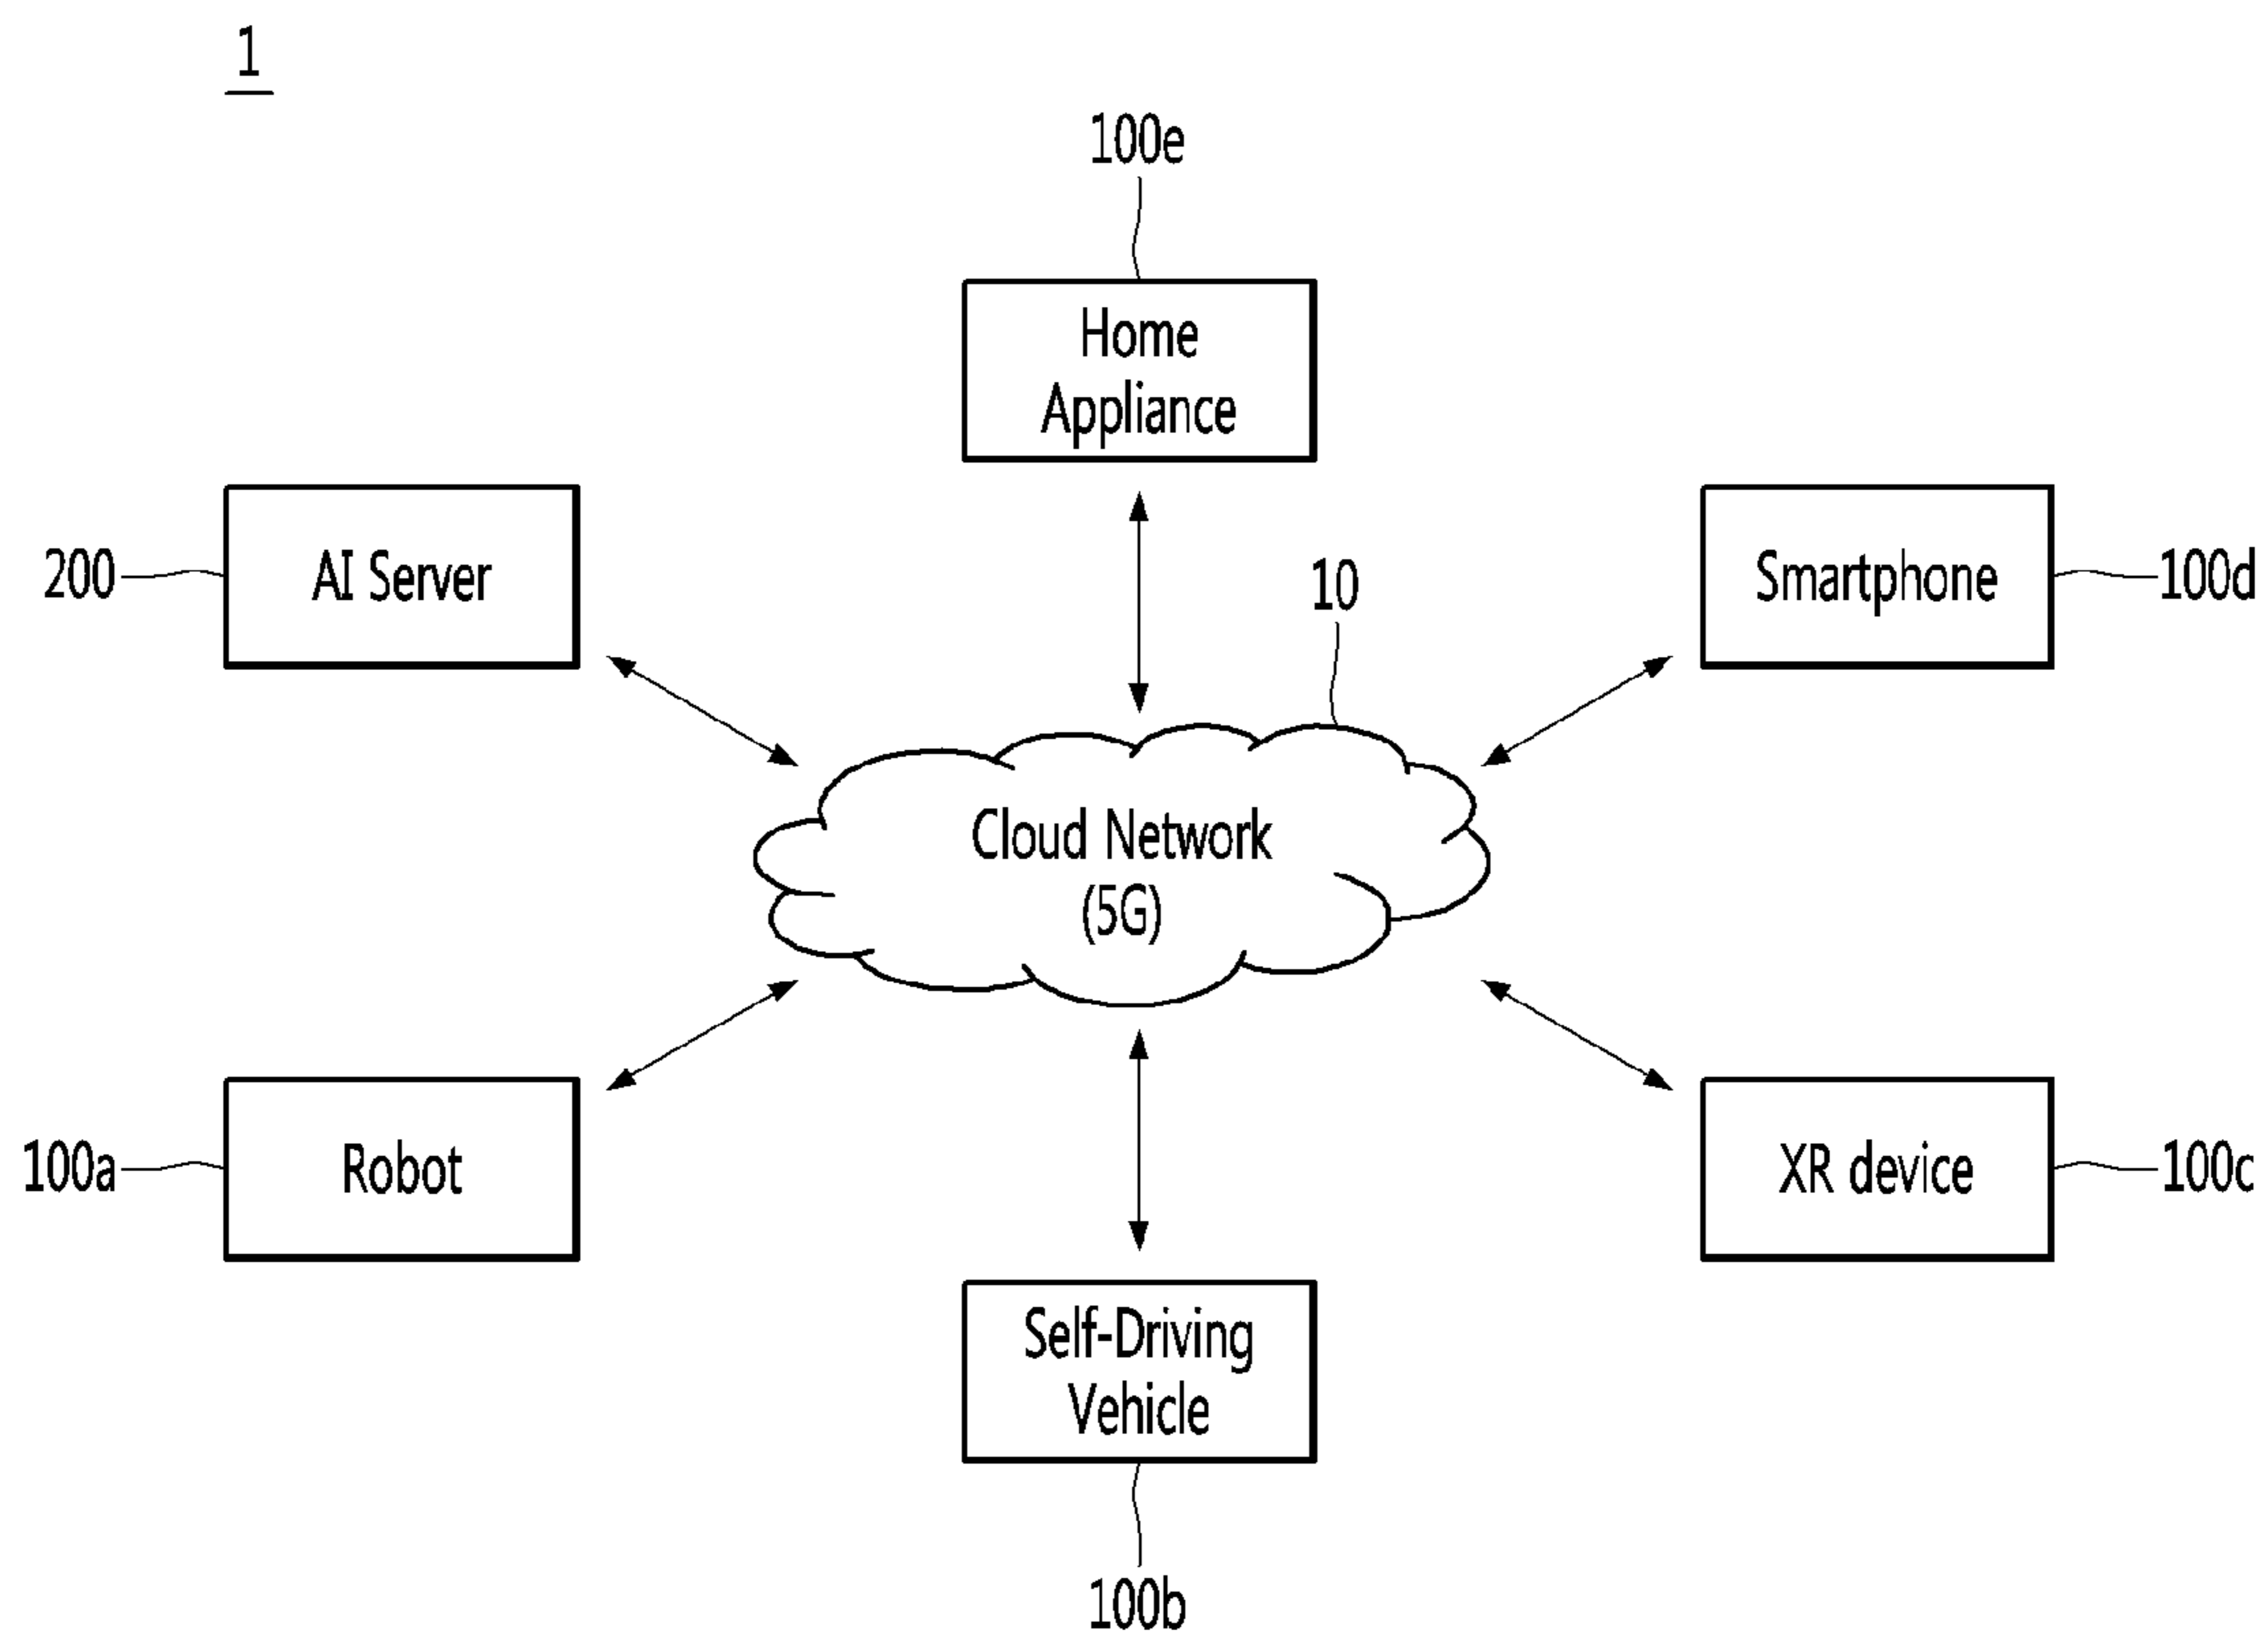 1
100e
Home
Appliance
200
AI Server
Smartphone
100d
10
Cloud Network
(5G)
100a
Robot
XR device
100c
Self-Driving
Vehicle
100b